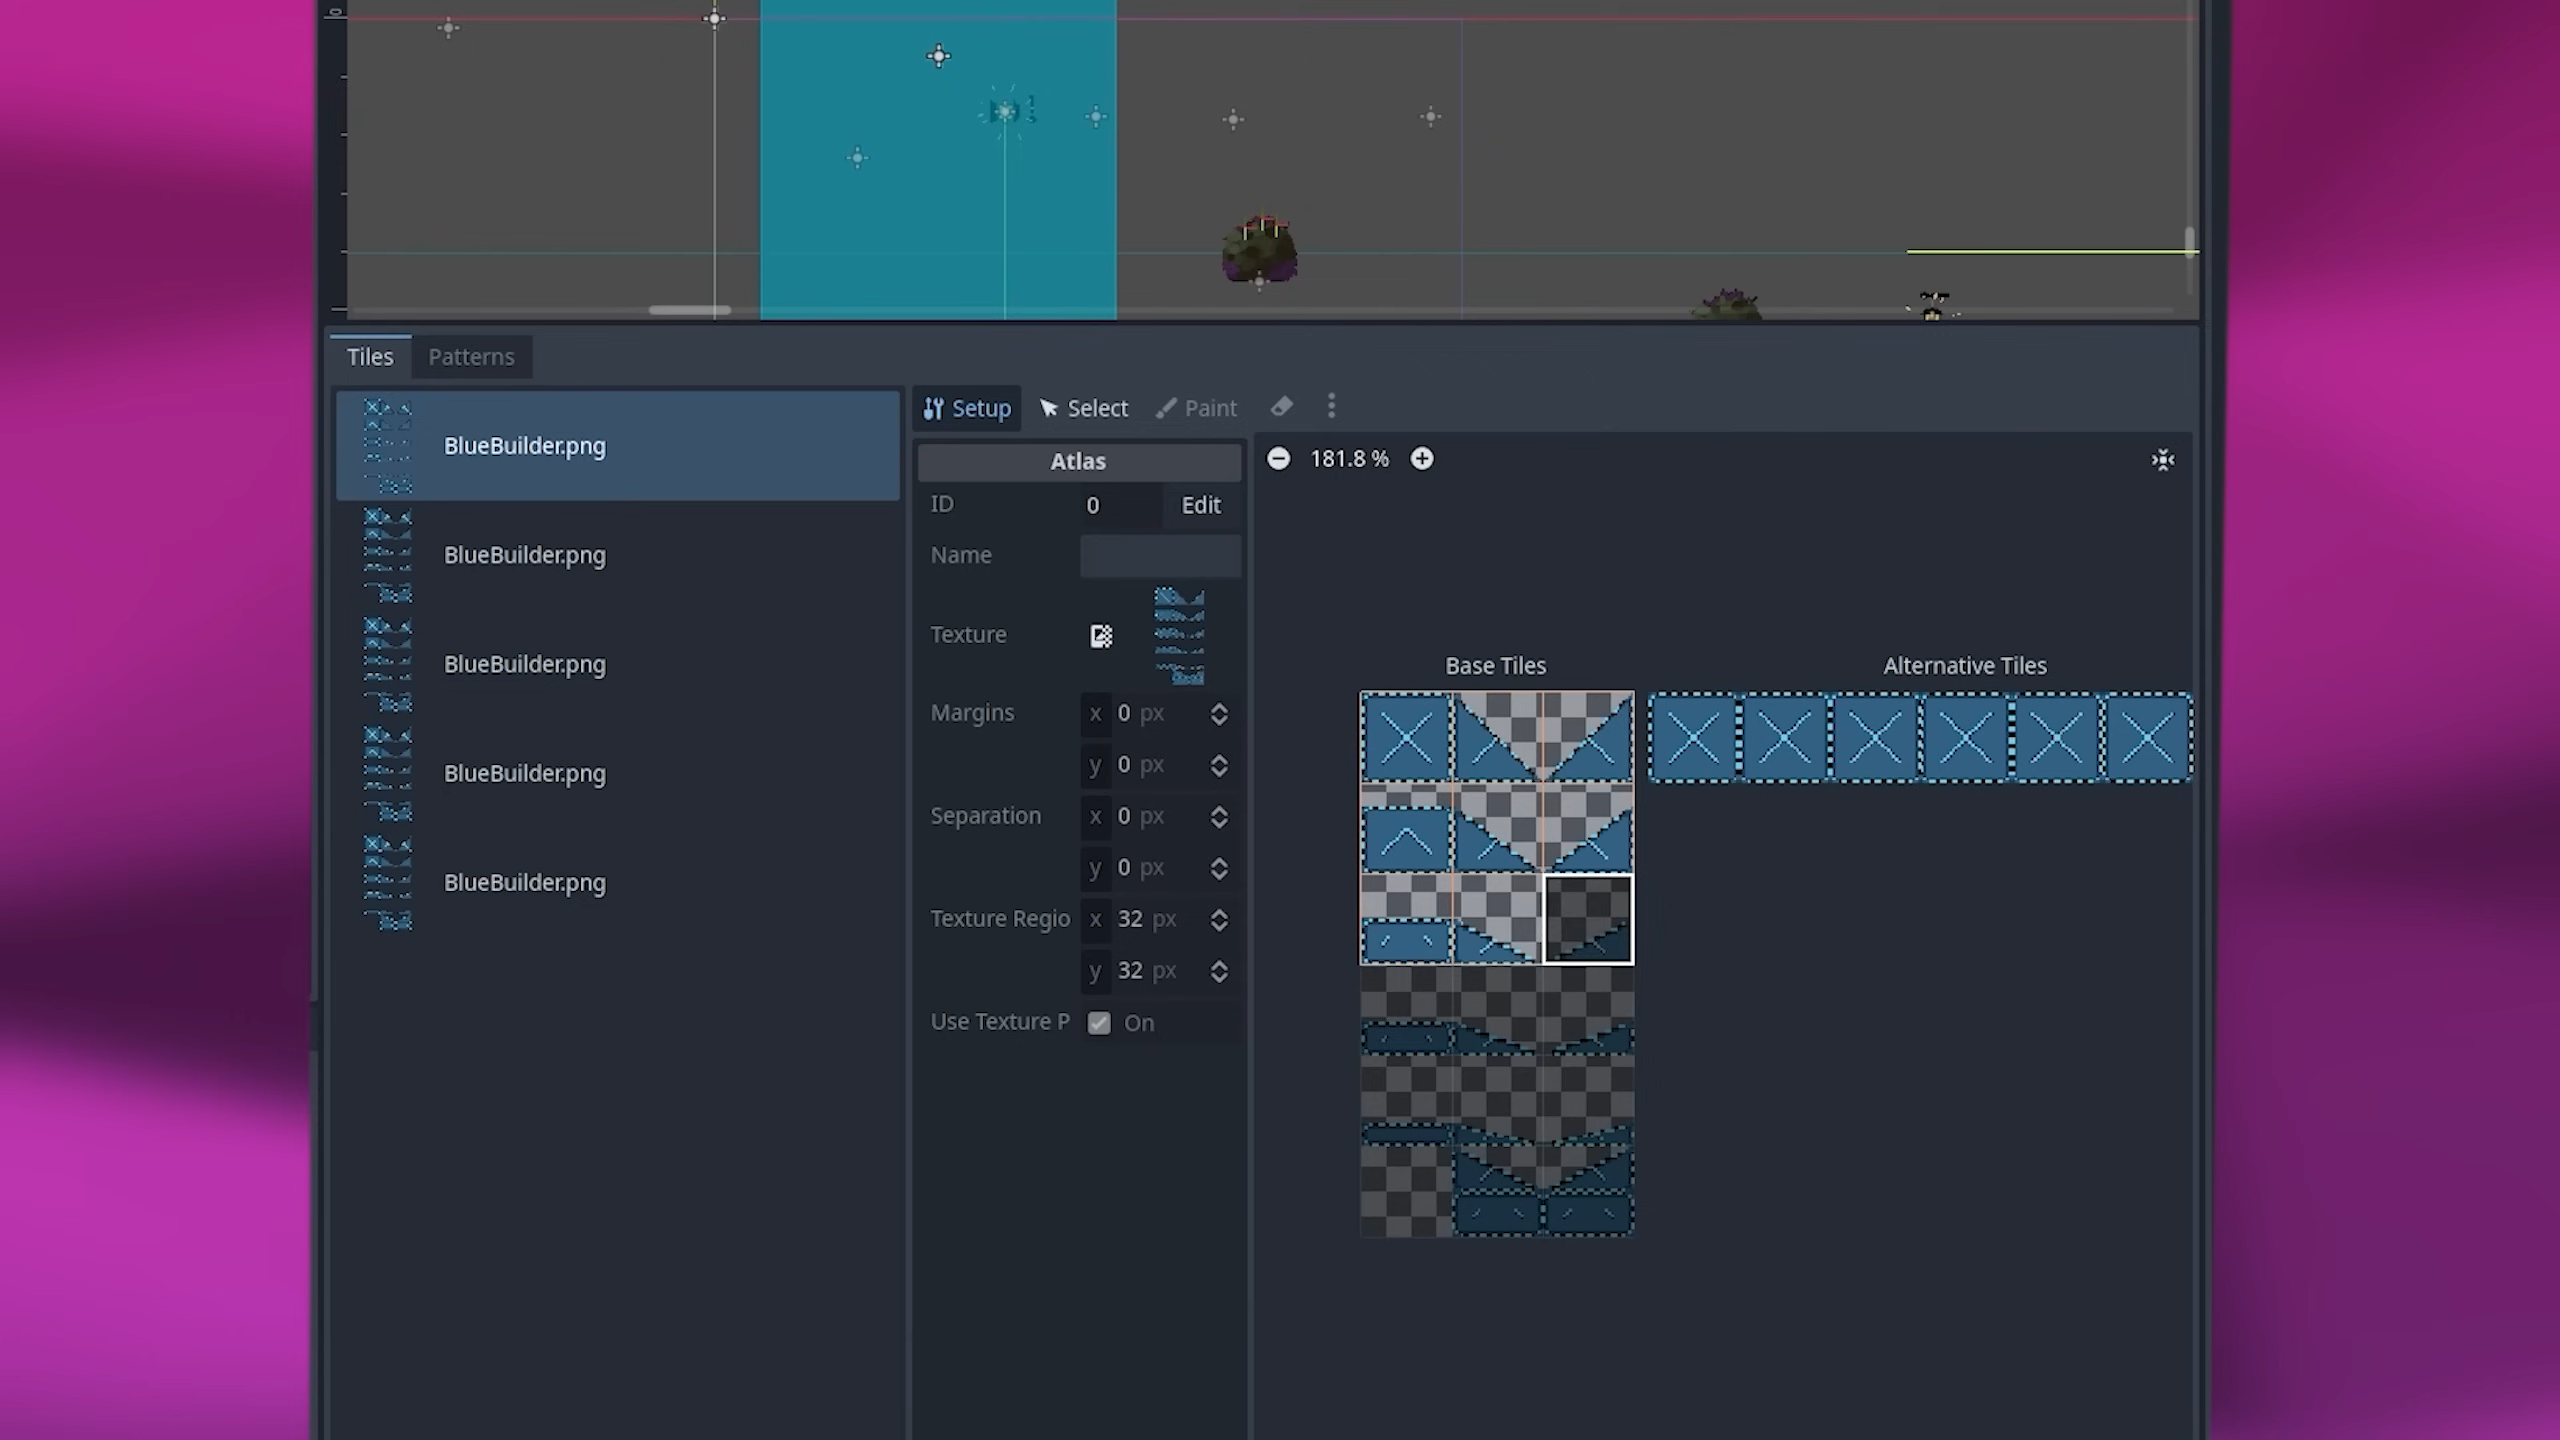 0
Tiles Patterns
BlueBuilder.png
BlueBuilder.png
BlueBuilder.png
BlueBuilder.png
BlueBuilder.png
Setup Select Paint
Atlas
ID 0 Edit
Name
Texture
Margins x 0 px
y 0 px
Separation x 0 px
y 0 px
Texture Regio x 32 px
y 32 px
Use Texture P On
181.8 %
Base Tiles Alternative Tiles